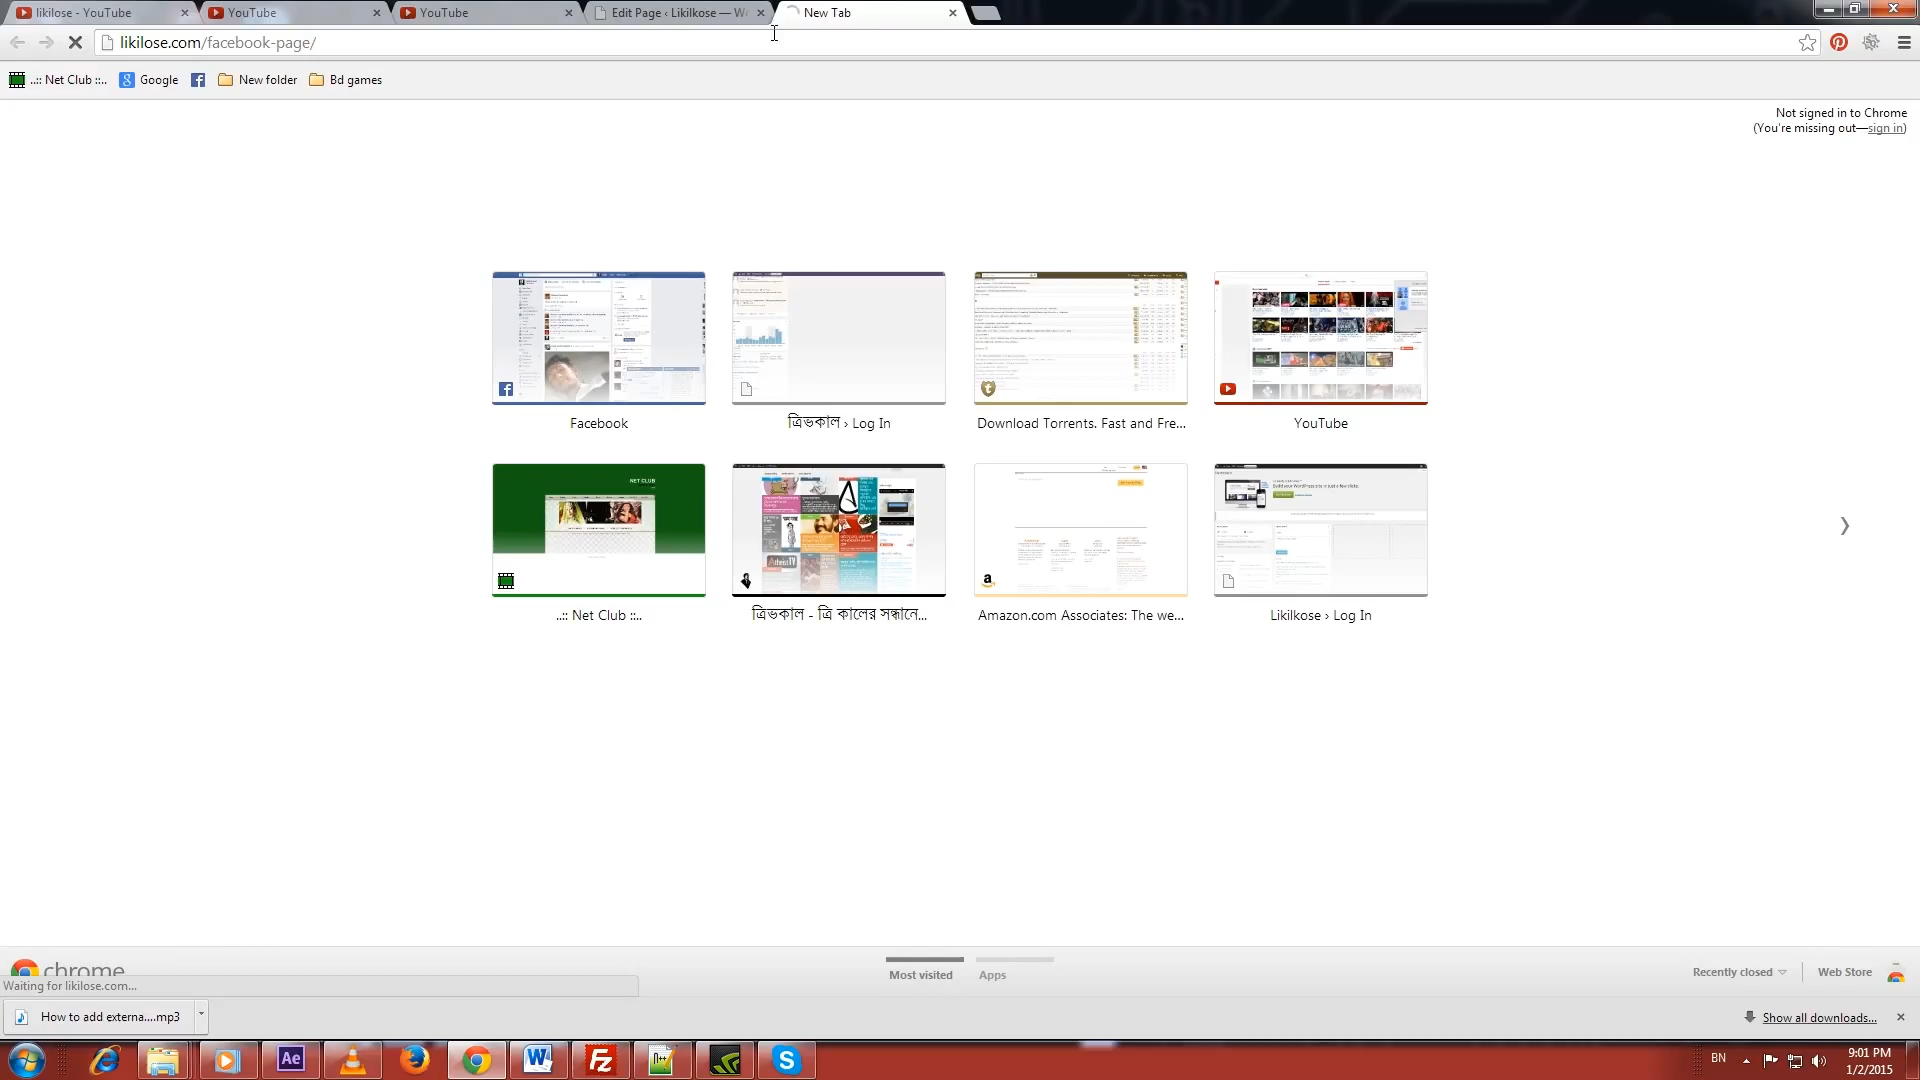 likilose - YouTube
YouTube
YouTube
Edit Page ‹ Likilkose — W
New Tab
likilose.com/facebook-page/
..:: Net Club ::..
Google
New folder
Bd games
Not signed in to Chrome
(You're missing out—sign in)
Facebook
ত্রিভকাল › Log In
Download Torrents. Fast and Fre...
YouTube
NET CLUB
..:: Net Club ::..
ত্রিভকাল - ত্রি কালের সন্ধানে...
Amazon.com Associates: The we...
Likilkose › Log In
chrome
Most visited
Apps
Recently closed
Web Store
Waiting for likilose.com...
How to add externa....mp3
Show all downloads...
Ae
BN
9:01 PM
1/2/2015